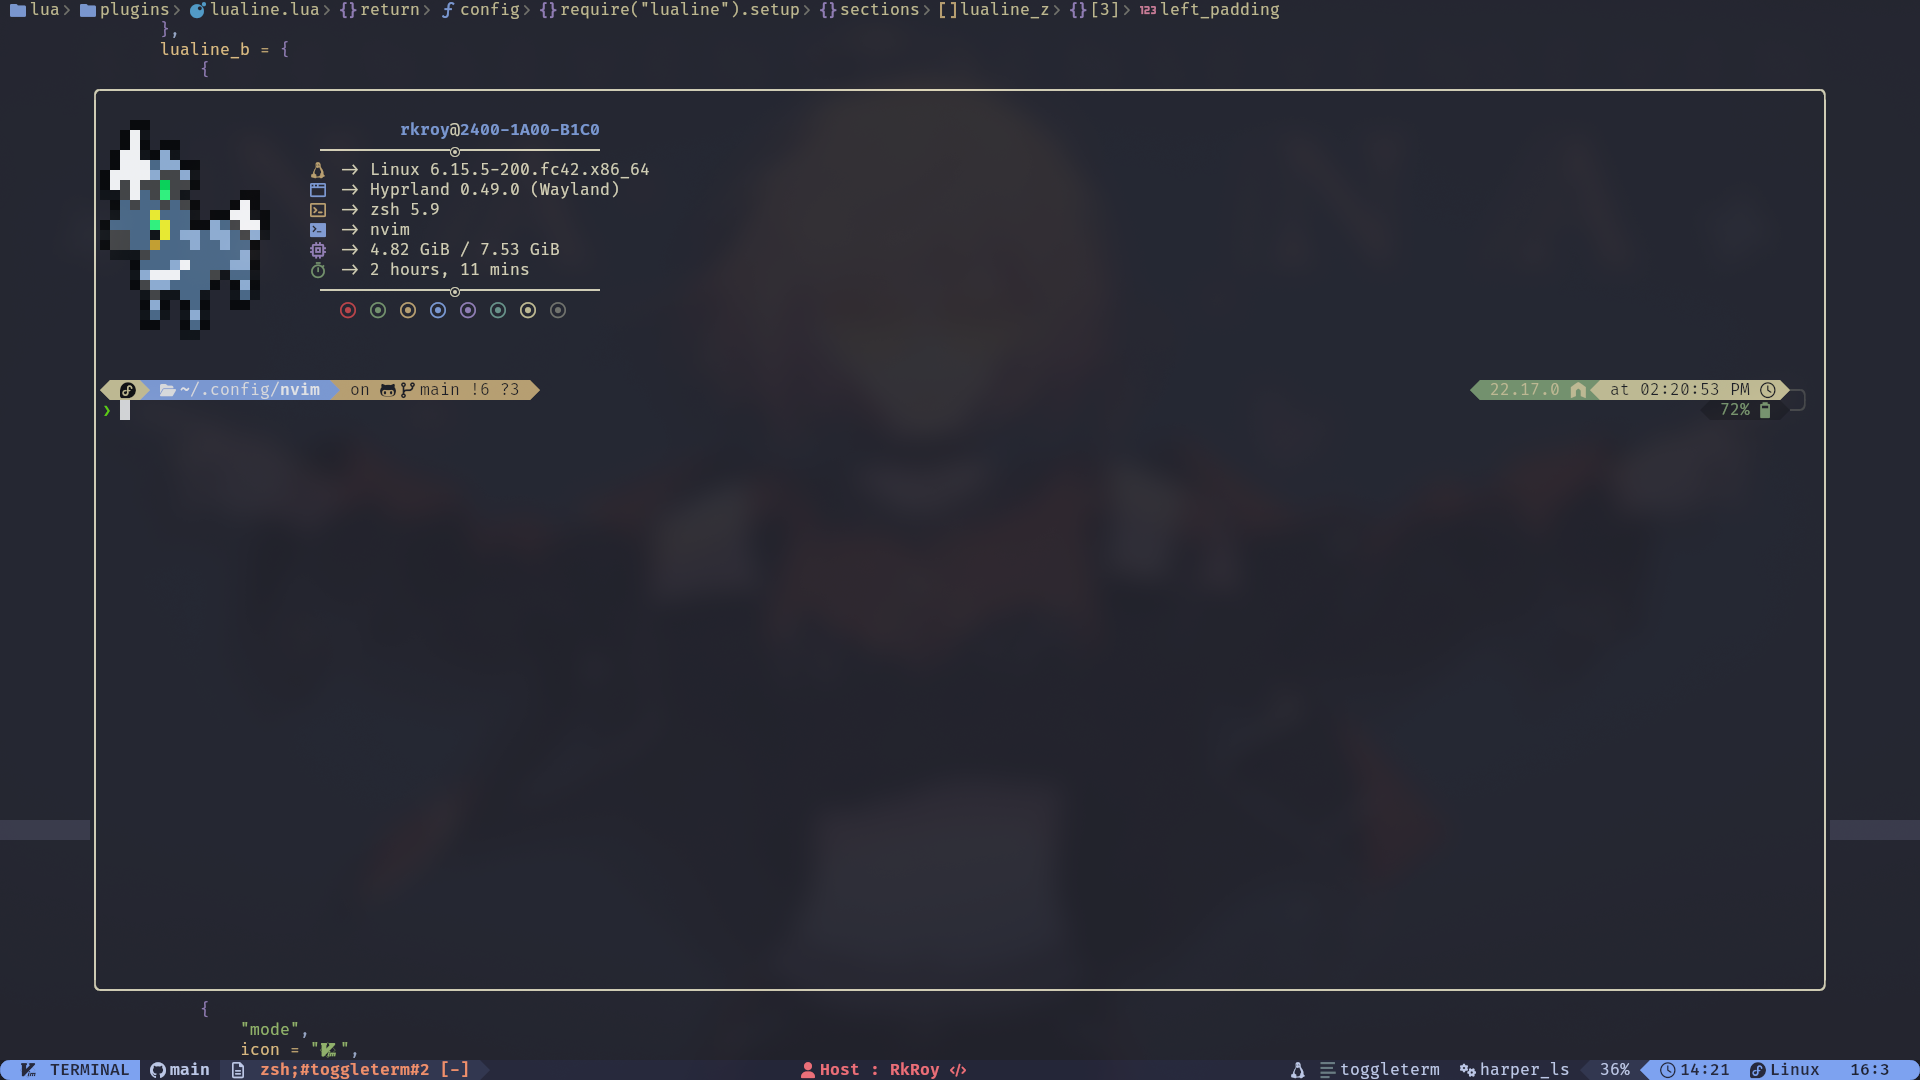 lua > plugins > lualine.lua > {} return > ƒ config > {} require("lualine").setup > {} sections > [] lualine_z > {} [3] > 123 left_padding
},
lualine_b = {
{
rkroy@2400-1A00-B1C0
→ Linux 6.15.5-200.fc42.x86_64
→ Hyprland 0.49.0 (Wayland)
→ zsh 5.9
→ nvim
→ 4.82 GiB / 7.53 GiB
→ 2 hours, 11 mins
~/.config/nvim on main !6 ?3 22.17.0 at 02:20:53 PM
❯ 72%
{
"mode",
icon = " ",
TERMINAL main zsh;#toggleterm#2 [-] Host : RkRoy </> toggleterm harper_ls 36% 14:21 Linux 16:3